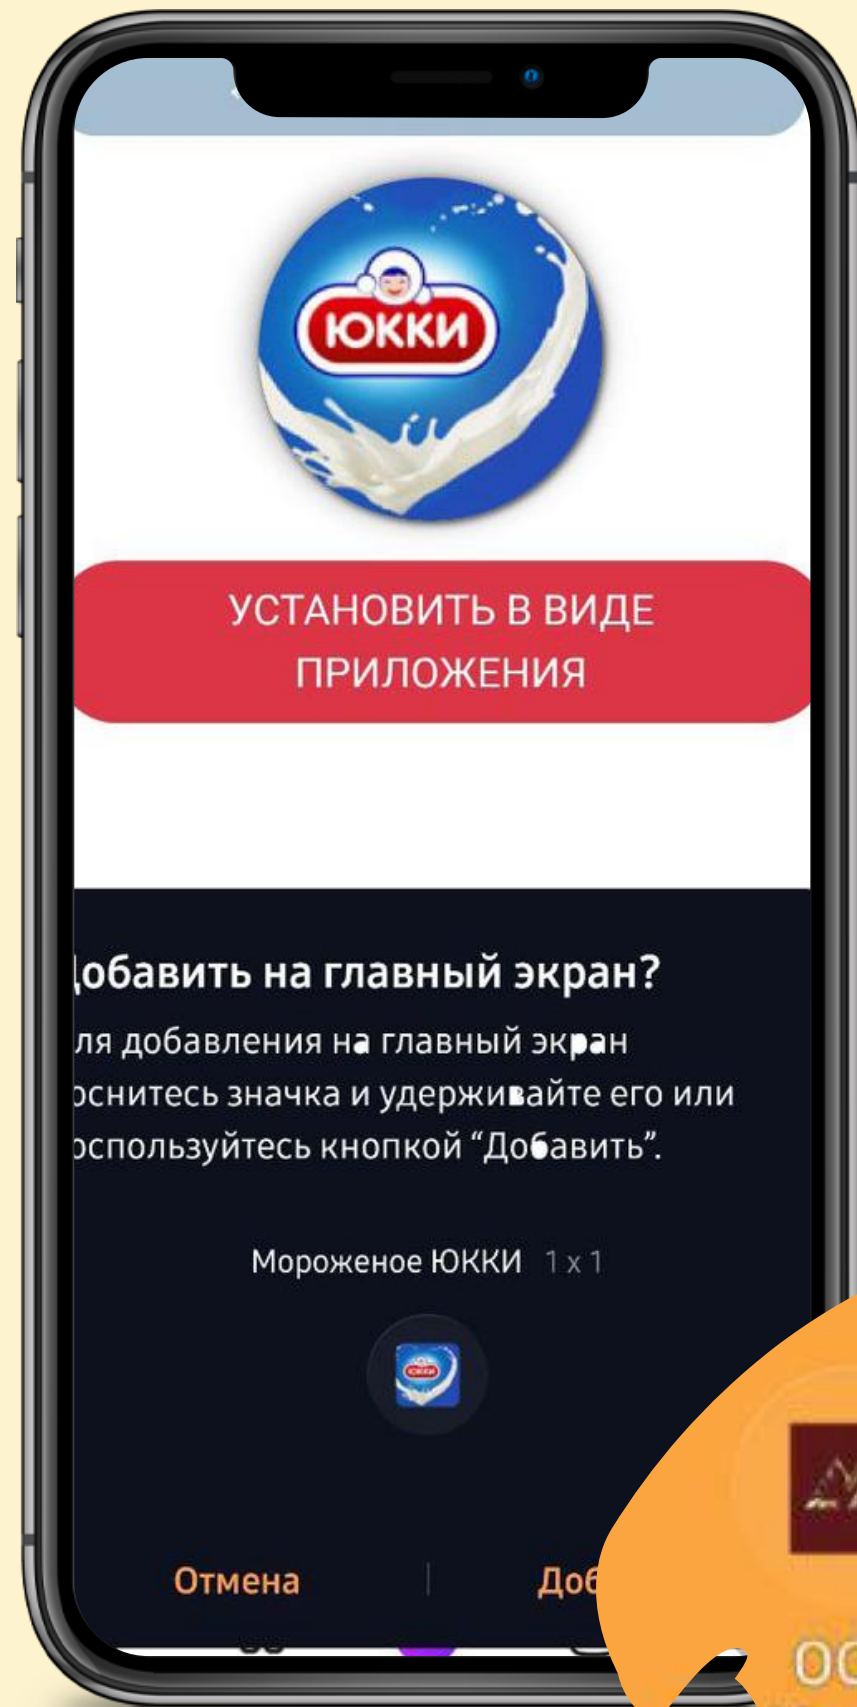 ЮККИ
УСТАНОВИТЬ В ВИДЕ
ПРИЛОЖЕНИЯ
обавить на главный экран?
ля добавления на главный экран
оснитесь значка и удерживайте его или
оспользуйтесь кнопкой “Добавить”.
Мороженое ЮККИ 1 x 1
ЮККИ
Отмена